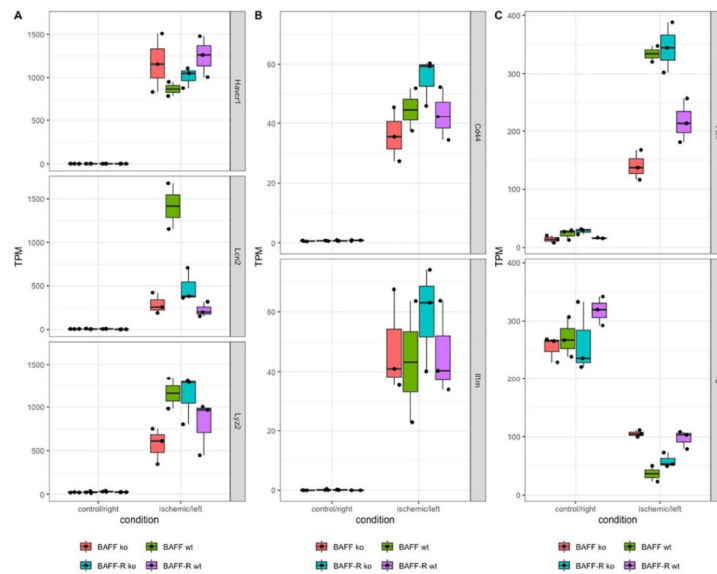 A
B
C
1500
1000
500
0
Havcr1
1500
1000
500
0
Lcn2
1500
1000
500
0
Lyz2
TPM
control/right
ischemic/left
condition
BAFF ko
BAFF wt
BAFF-R ko
BAFF-R wt
60
40
20
0
Cd44
60
40
20
0
Il1rn
TPM
control/right
ischemic/left
condition
BAFF ko
BAFF wt
BAFF-R ko
BAFF-R wt
400
300
200
100
0
400
300
200
100
0
TPM
control/right
ischemic/left
condition
BAFF ko
BAFF wt
BAFF-R ko
BAFF-R wt